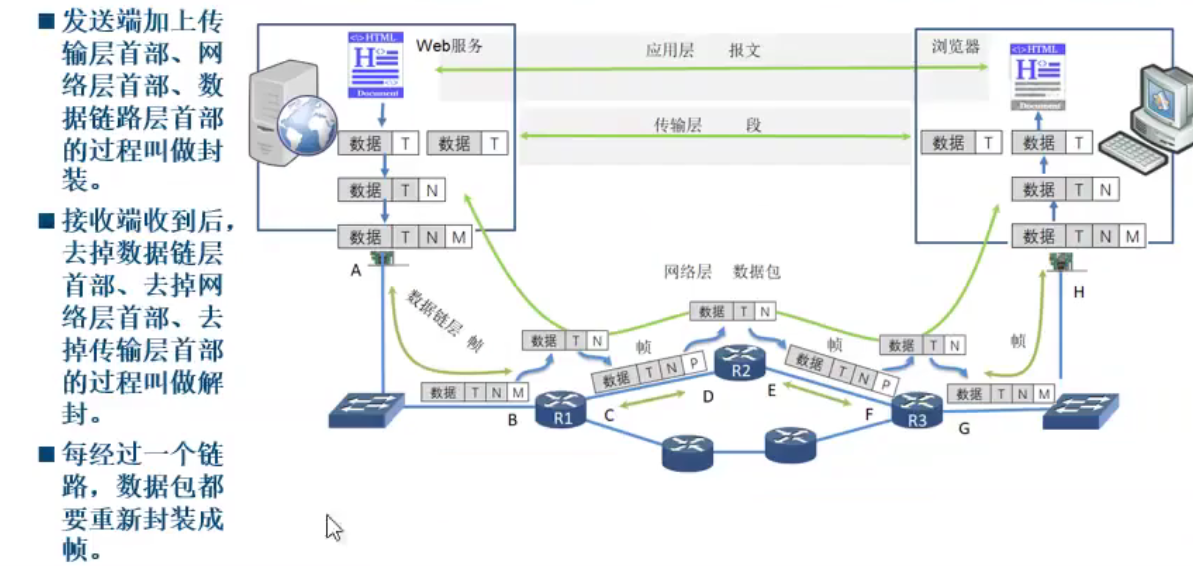 发送端加上传
输层首部、网
络层首部、数
据链路层首部
的过程叫做封
装。
接收端收到后，
去掉数据链层
首部、去掉网
络层首部、去
掉传输层首部
的过程叫做解
封。
每经过一个链
路，数据包都
要重新封装成
帧。
<\>HTML
H
Document
Web服务
应用层 报文
浏览器
<\>HTML
H
Document
传输层 段
数据 T
数据 T
数据 T
数据 T
数据 T N
数据 T N
数据 T N M
数据 T N M
A
H
网络层 数据包
数据链层 帧
数据 T N
数据 T N
数据 T N
帧
帧
帧
数据 T N P
数据 T N P
数据 T N M
数据 T N M
R2
D
E
B
R1
C
F
R3
G